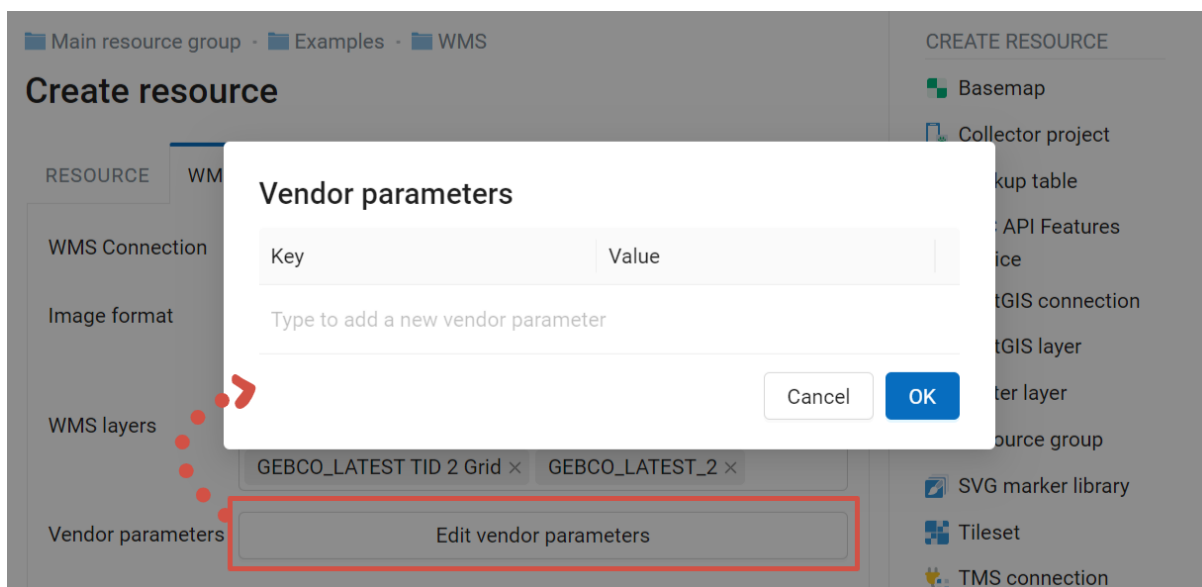 Main resource group · Examples · WMS
Create resource
RESOURCE WM
WMS Connection
Image format
WMS layers
GEBCO_LATEST TID 2 Grid × GEBCO_LATEST_2 ×
Vendor parameters Edit vendor parameters
Vendor parameters
Key Value
Type to add a new vendor parameter
Cancel OK
CREATE RESOURCE
Basemap
Collector project
kup table
API Features
ice
tGIS connection
tGIS layer
ter layer
ource group
SVG marker library
Tileset
TMS connection